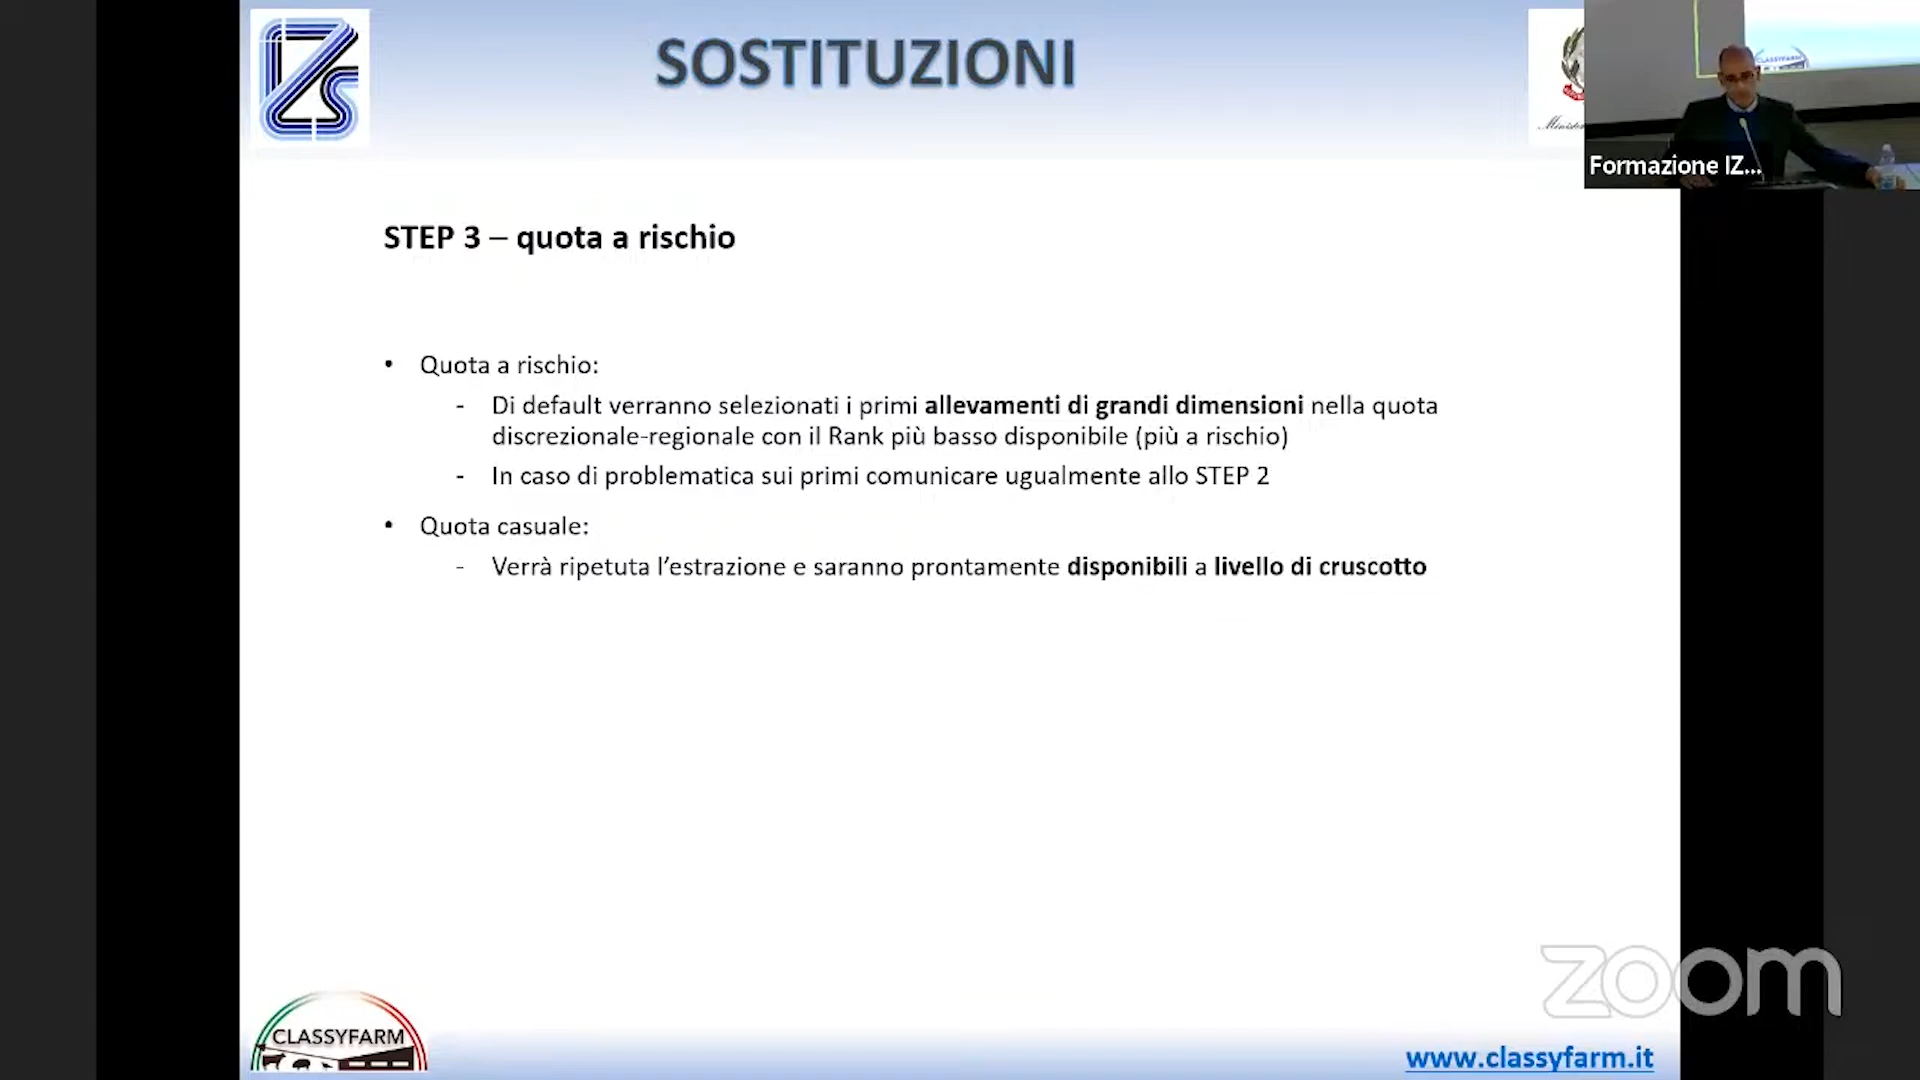 SOSTITUZIONI
Formazione IZ...
STEP 3 – quota a rischio
• Quota a rischio:
- Di default verranno selezionati i primi allevamenti di grandi dimensioni nella quota
discrezionale-regionale con il Rank più basso disponibile (più a rischio)
- In caso di problematica sui primi comunicare ugualmente allo STEP 2
• Quota casuale:
- Verrà ripetuta l’estrazione e saranno prontamente disponibili a livello di cruscotto
zoom
CLASSYFARM
www.classyfarm.it